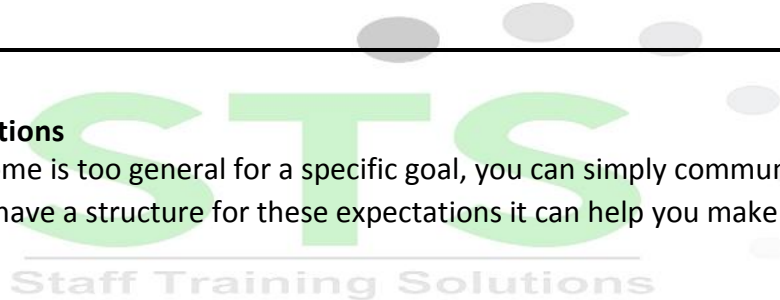 STS
tions
me is too general for a specific goal, you can simply commun
have a structure for these expectations it can help you make
Staff Training Solutions